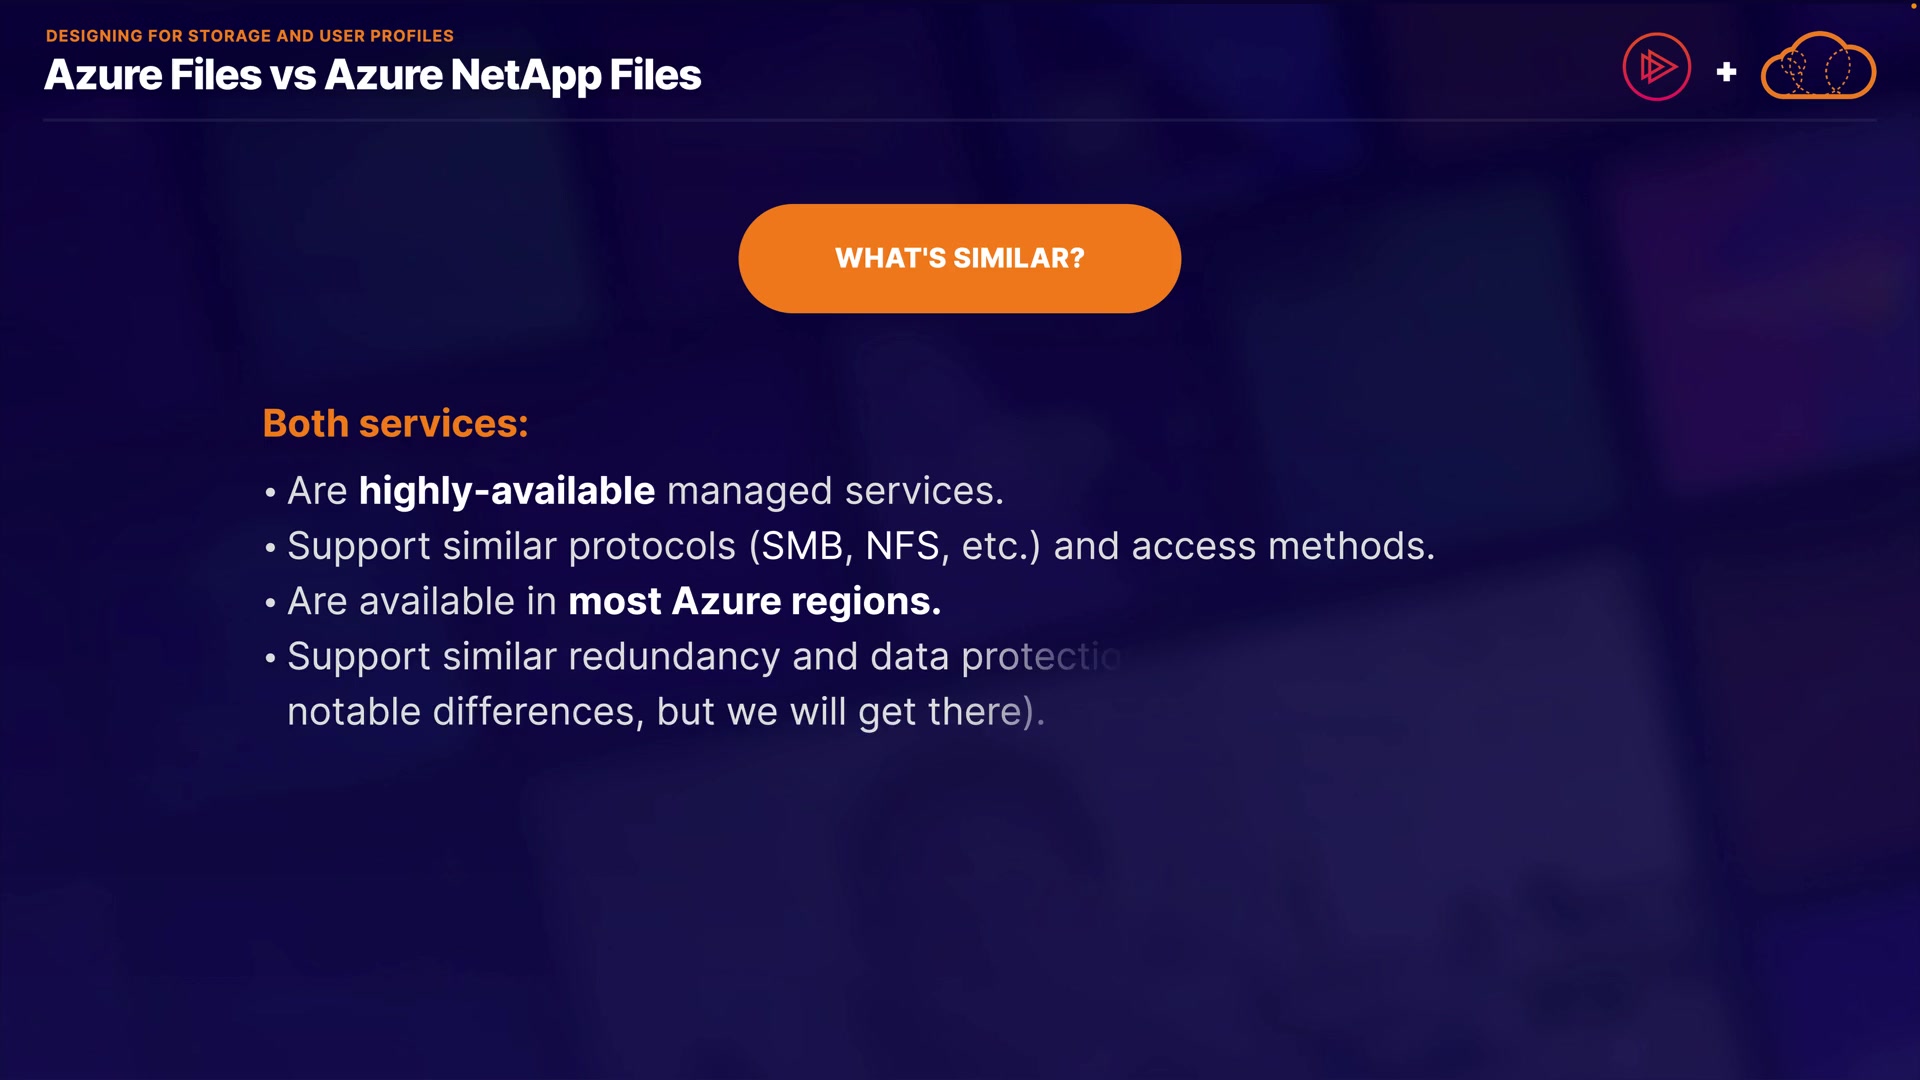 DESIGNING FOR STORAGE AND USER PROFILES
Azure Files vs Azure NetApp Files
+
WHAT'S SIMILAR?
Both services:
• Are highly-available managed services.
• Support similar protocols (SMB, NFS, etc.) and access methods.
• Are available in most Azure regions.
• Support similar redundancy and data protectio
notable differences, but we will get there).